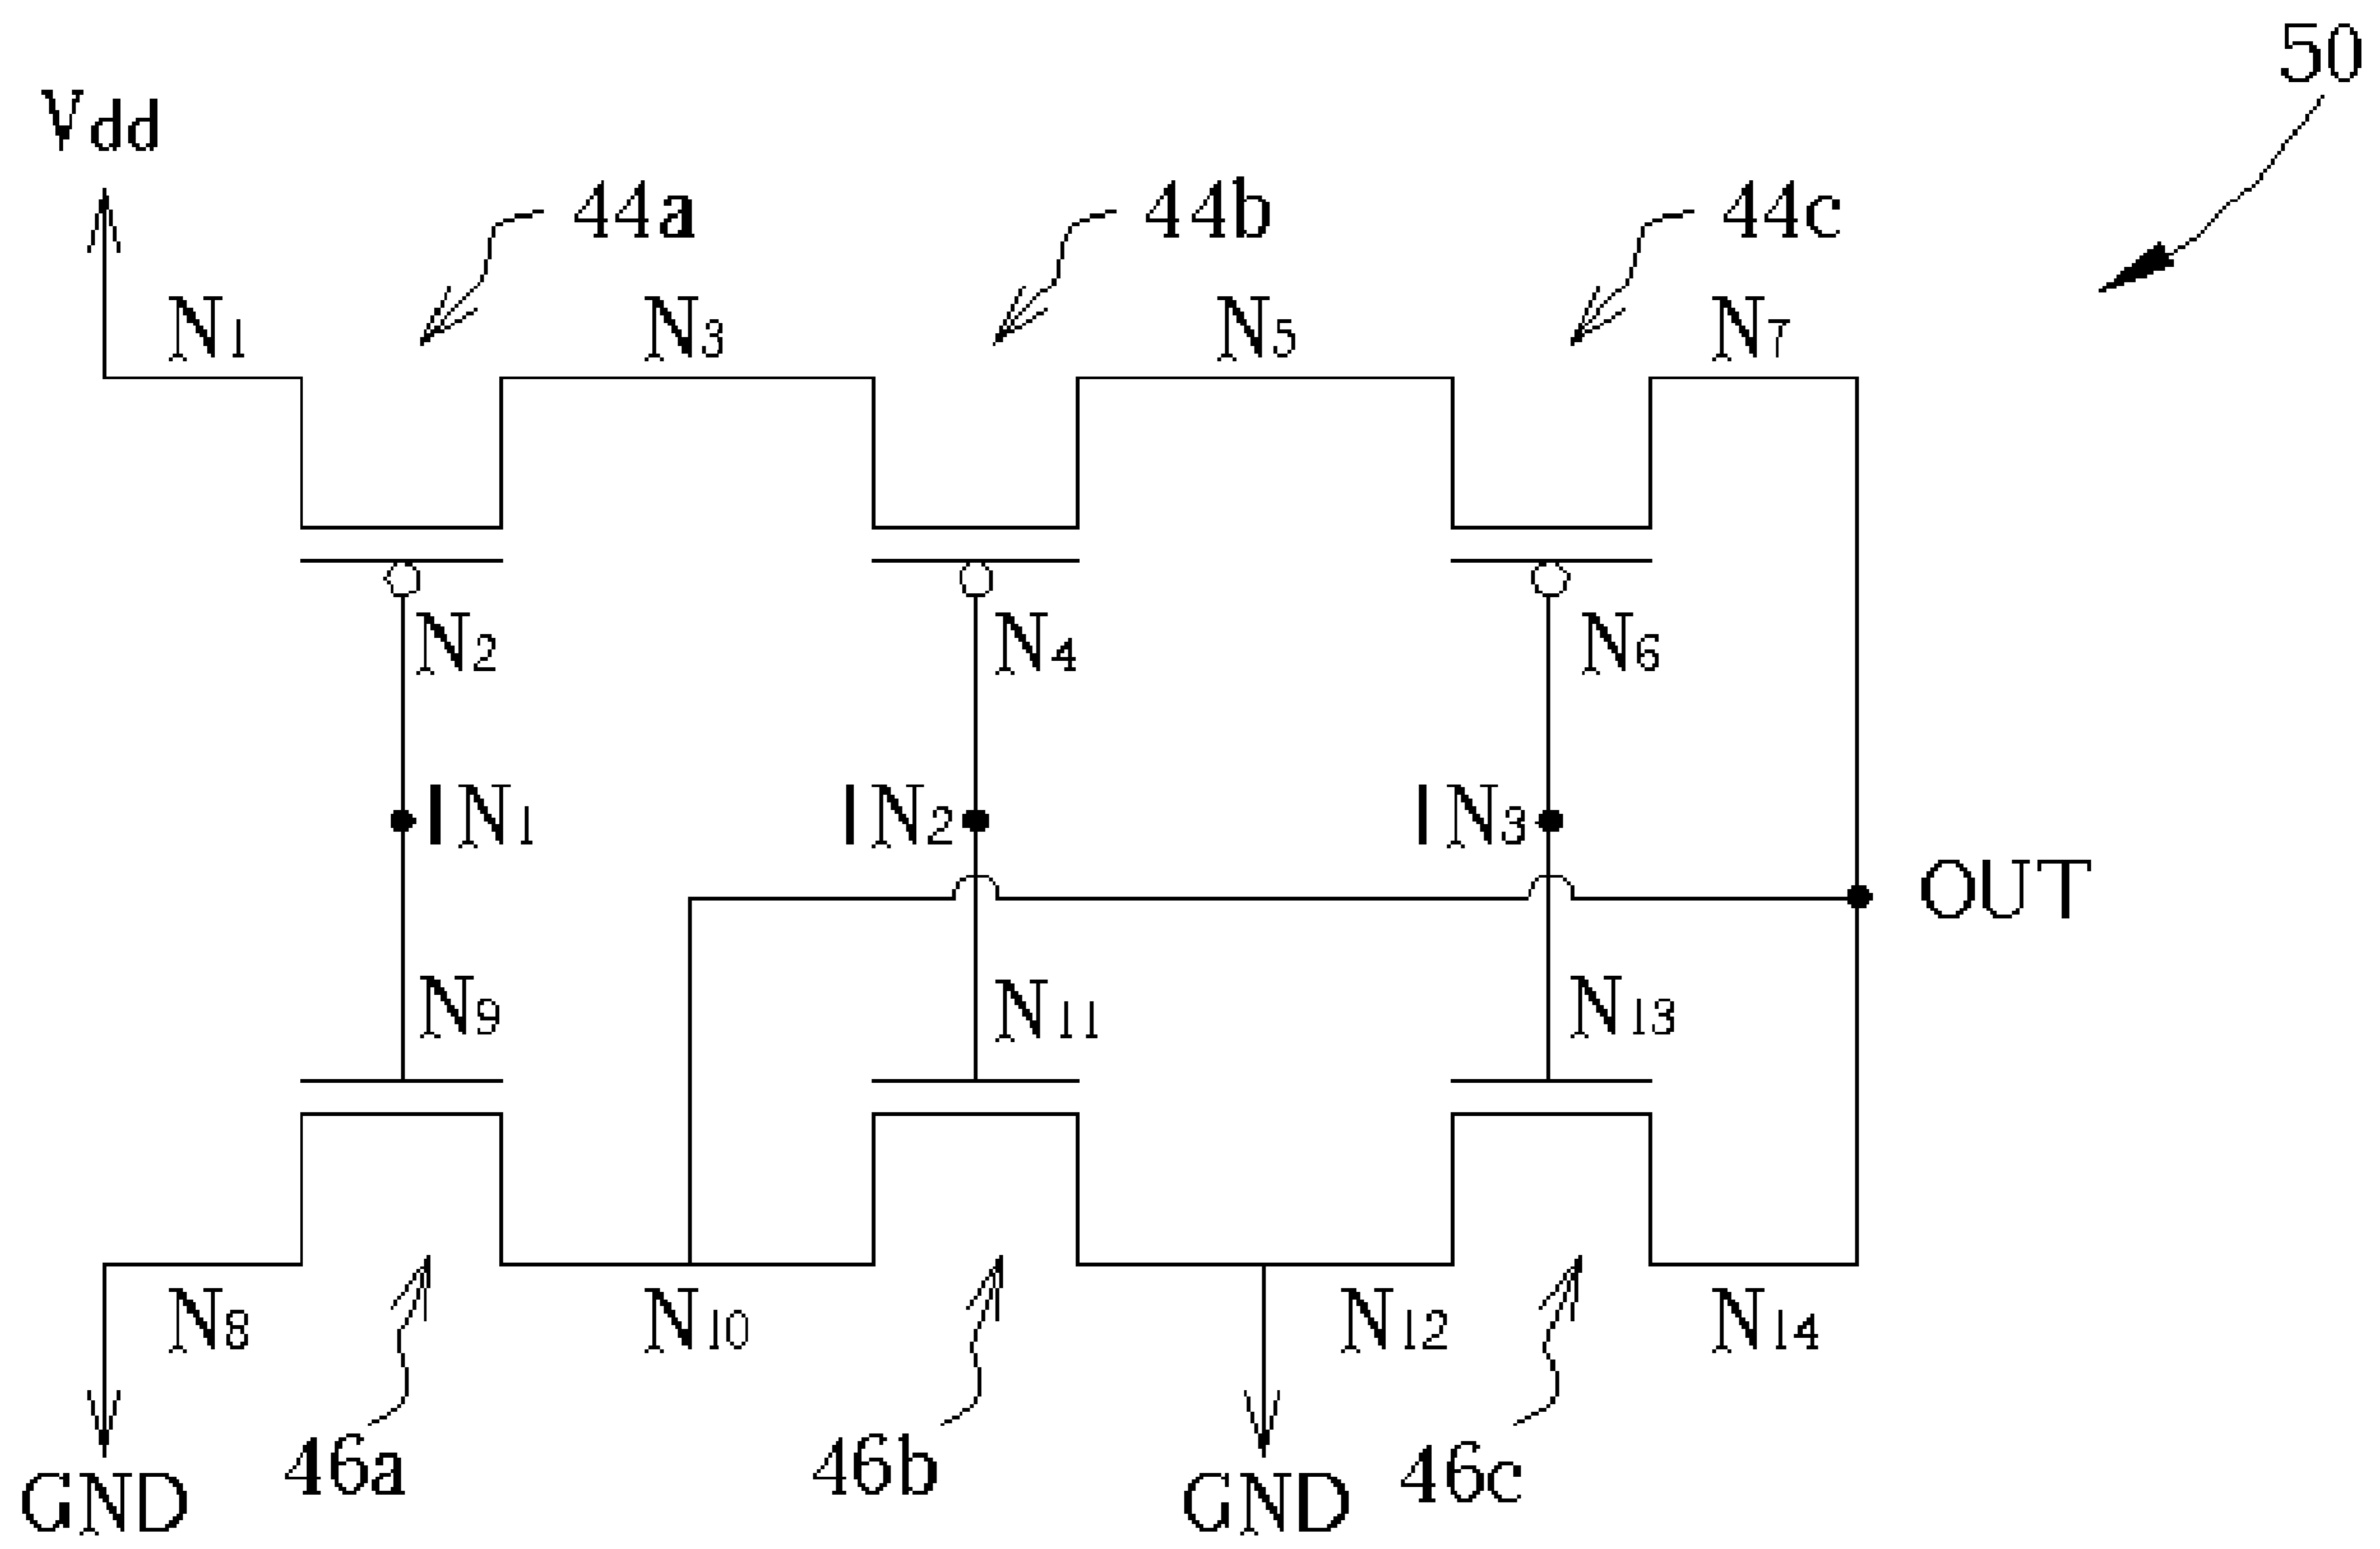 50
Vdd
44a 44b 44c
N1 N3 N5 N7
N2 N4 N6
IN1 IN2 IN3
OUT
N9 N11 N13
N8 N10 N12 N14
46a 46b 46c
GND GND